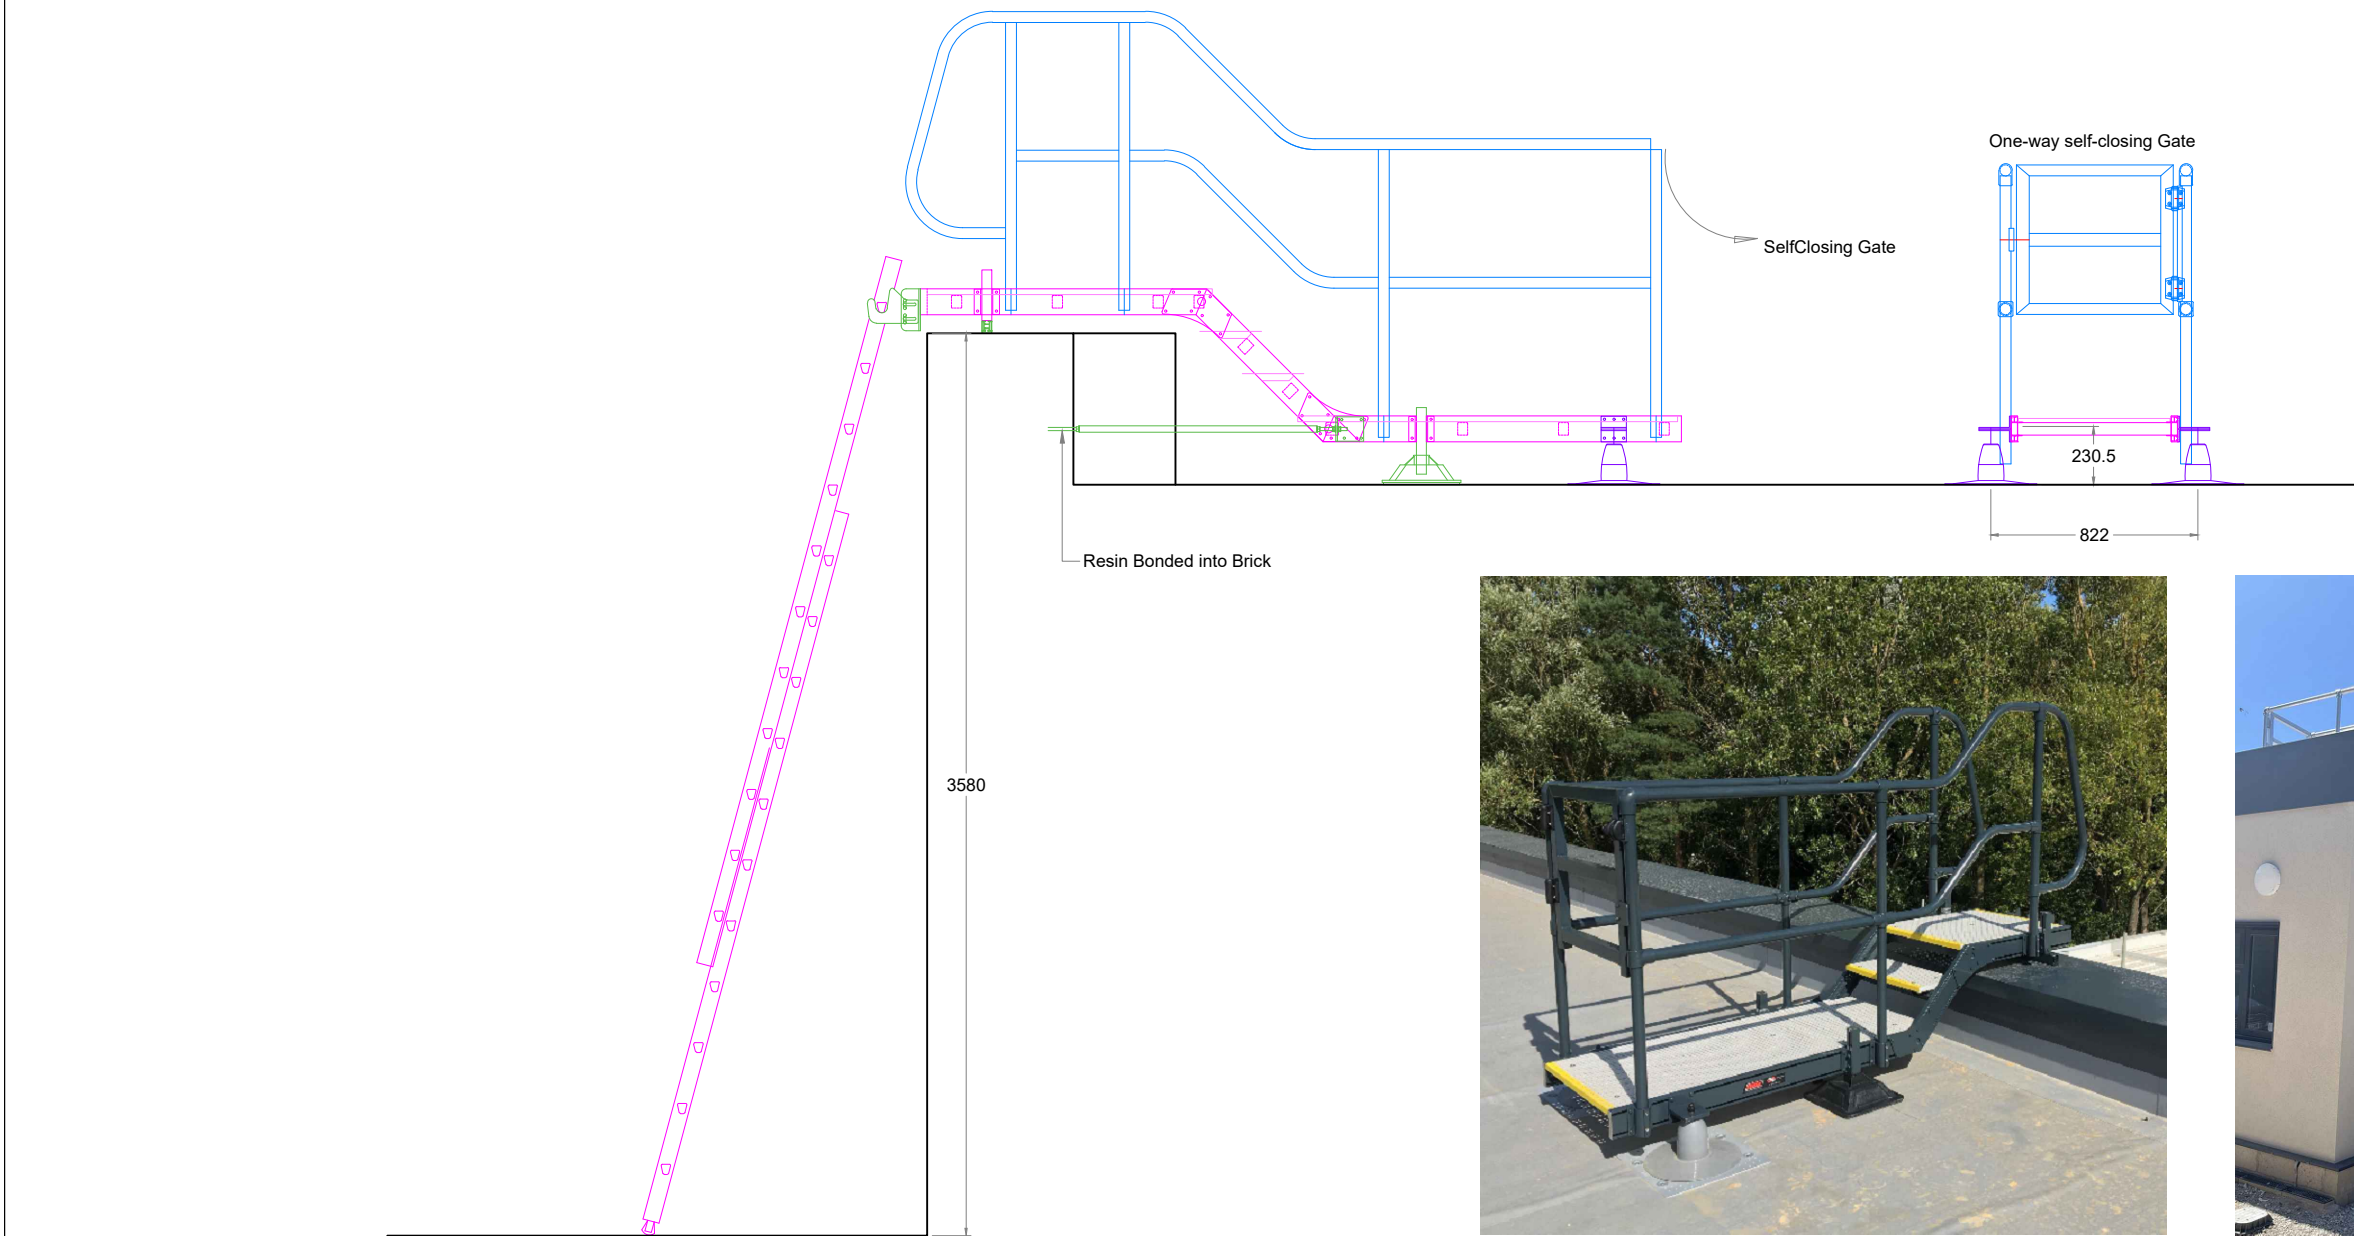 One-way self-closing Gate
SelfClosing Gate
230.5
822
Resin Bonded into Brick
3580